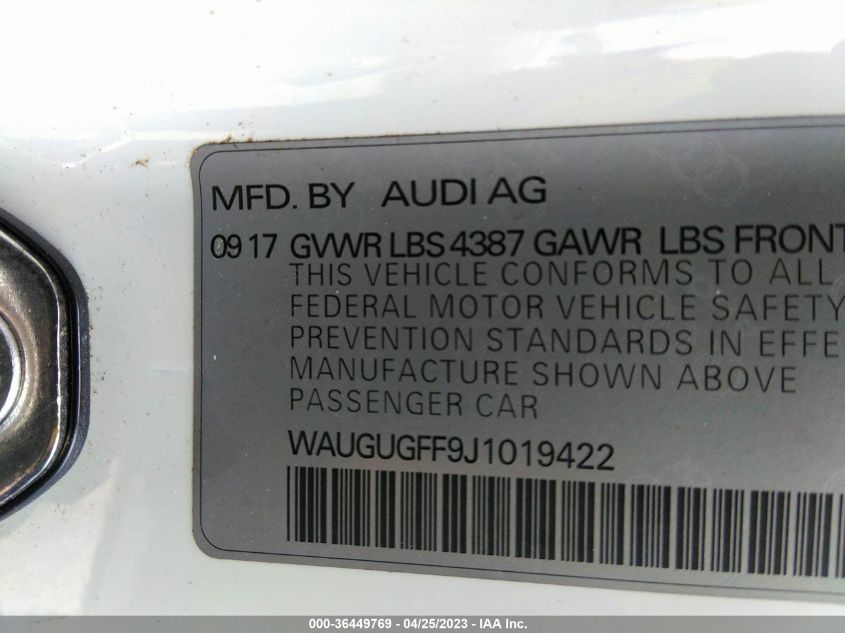 MFD. BY AUDI AG
09 17 GVWR LBS 4387 GAWR LBS FRONT
THIS VEHICLE CONFORMS TO ALL
FEDERAL MOTOR VEHICLE SAFETY
PREVENTION STANDARDS IN EFFE
MANUFACTURE SHOWN ABOVE
PASSENGER CAR
WAUGUGFF9J1019422
000-36449769 - 04/25/2023 - IAA Inc.